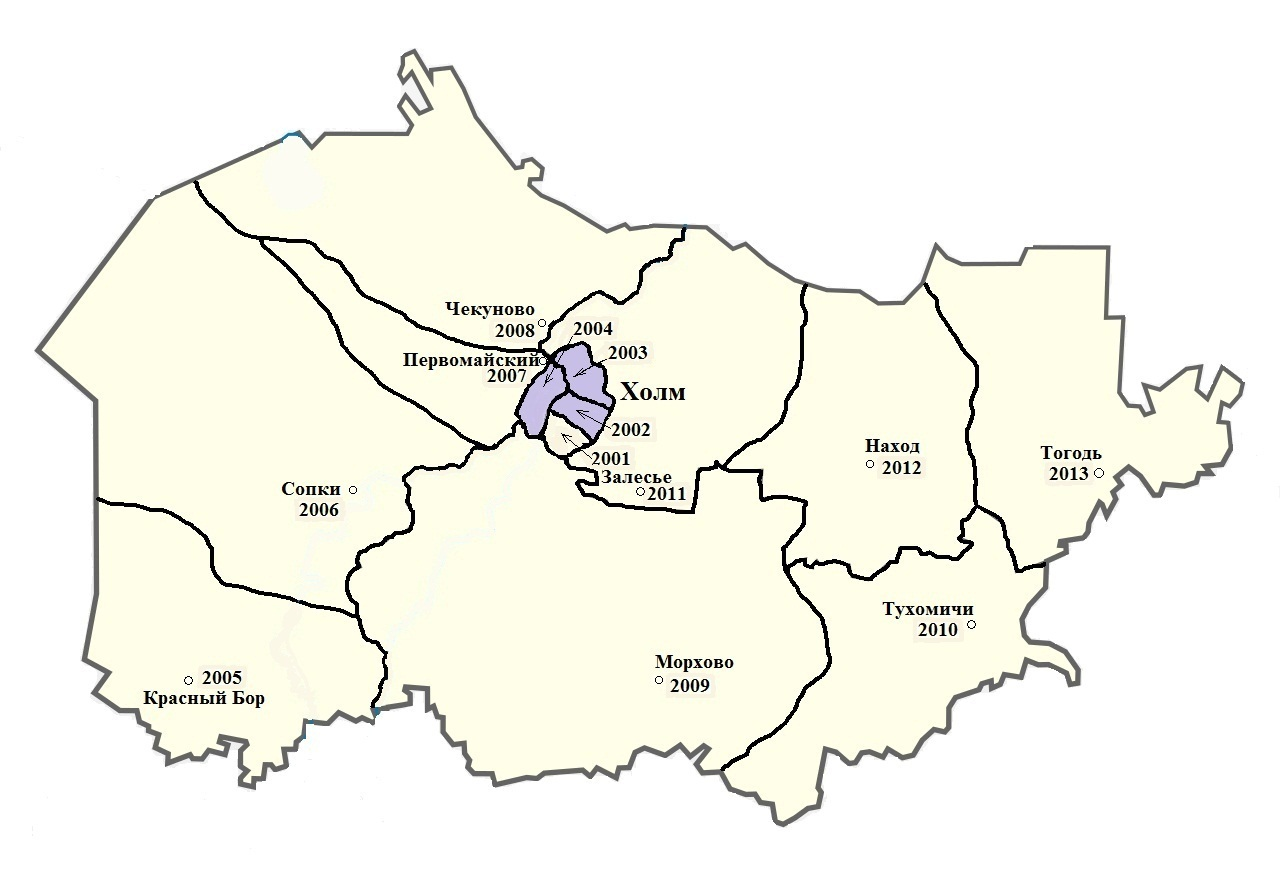 Чекуново
2008
2004
2003
Первомайский
2007
Холм
2002
2001
Залесье
2011
Наход
2012
Тогодь
2013
Сопки
2006
Тухомичи
2010
Морхово
2009
2005
Красный Бор